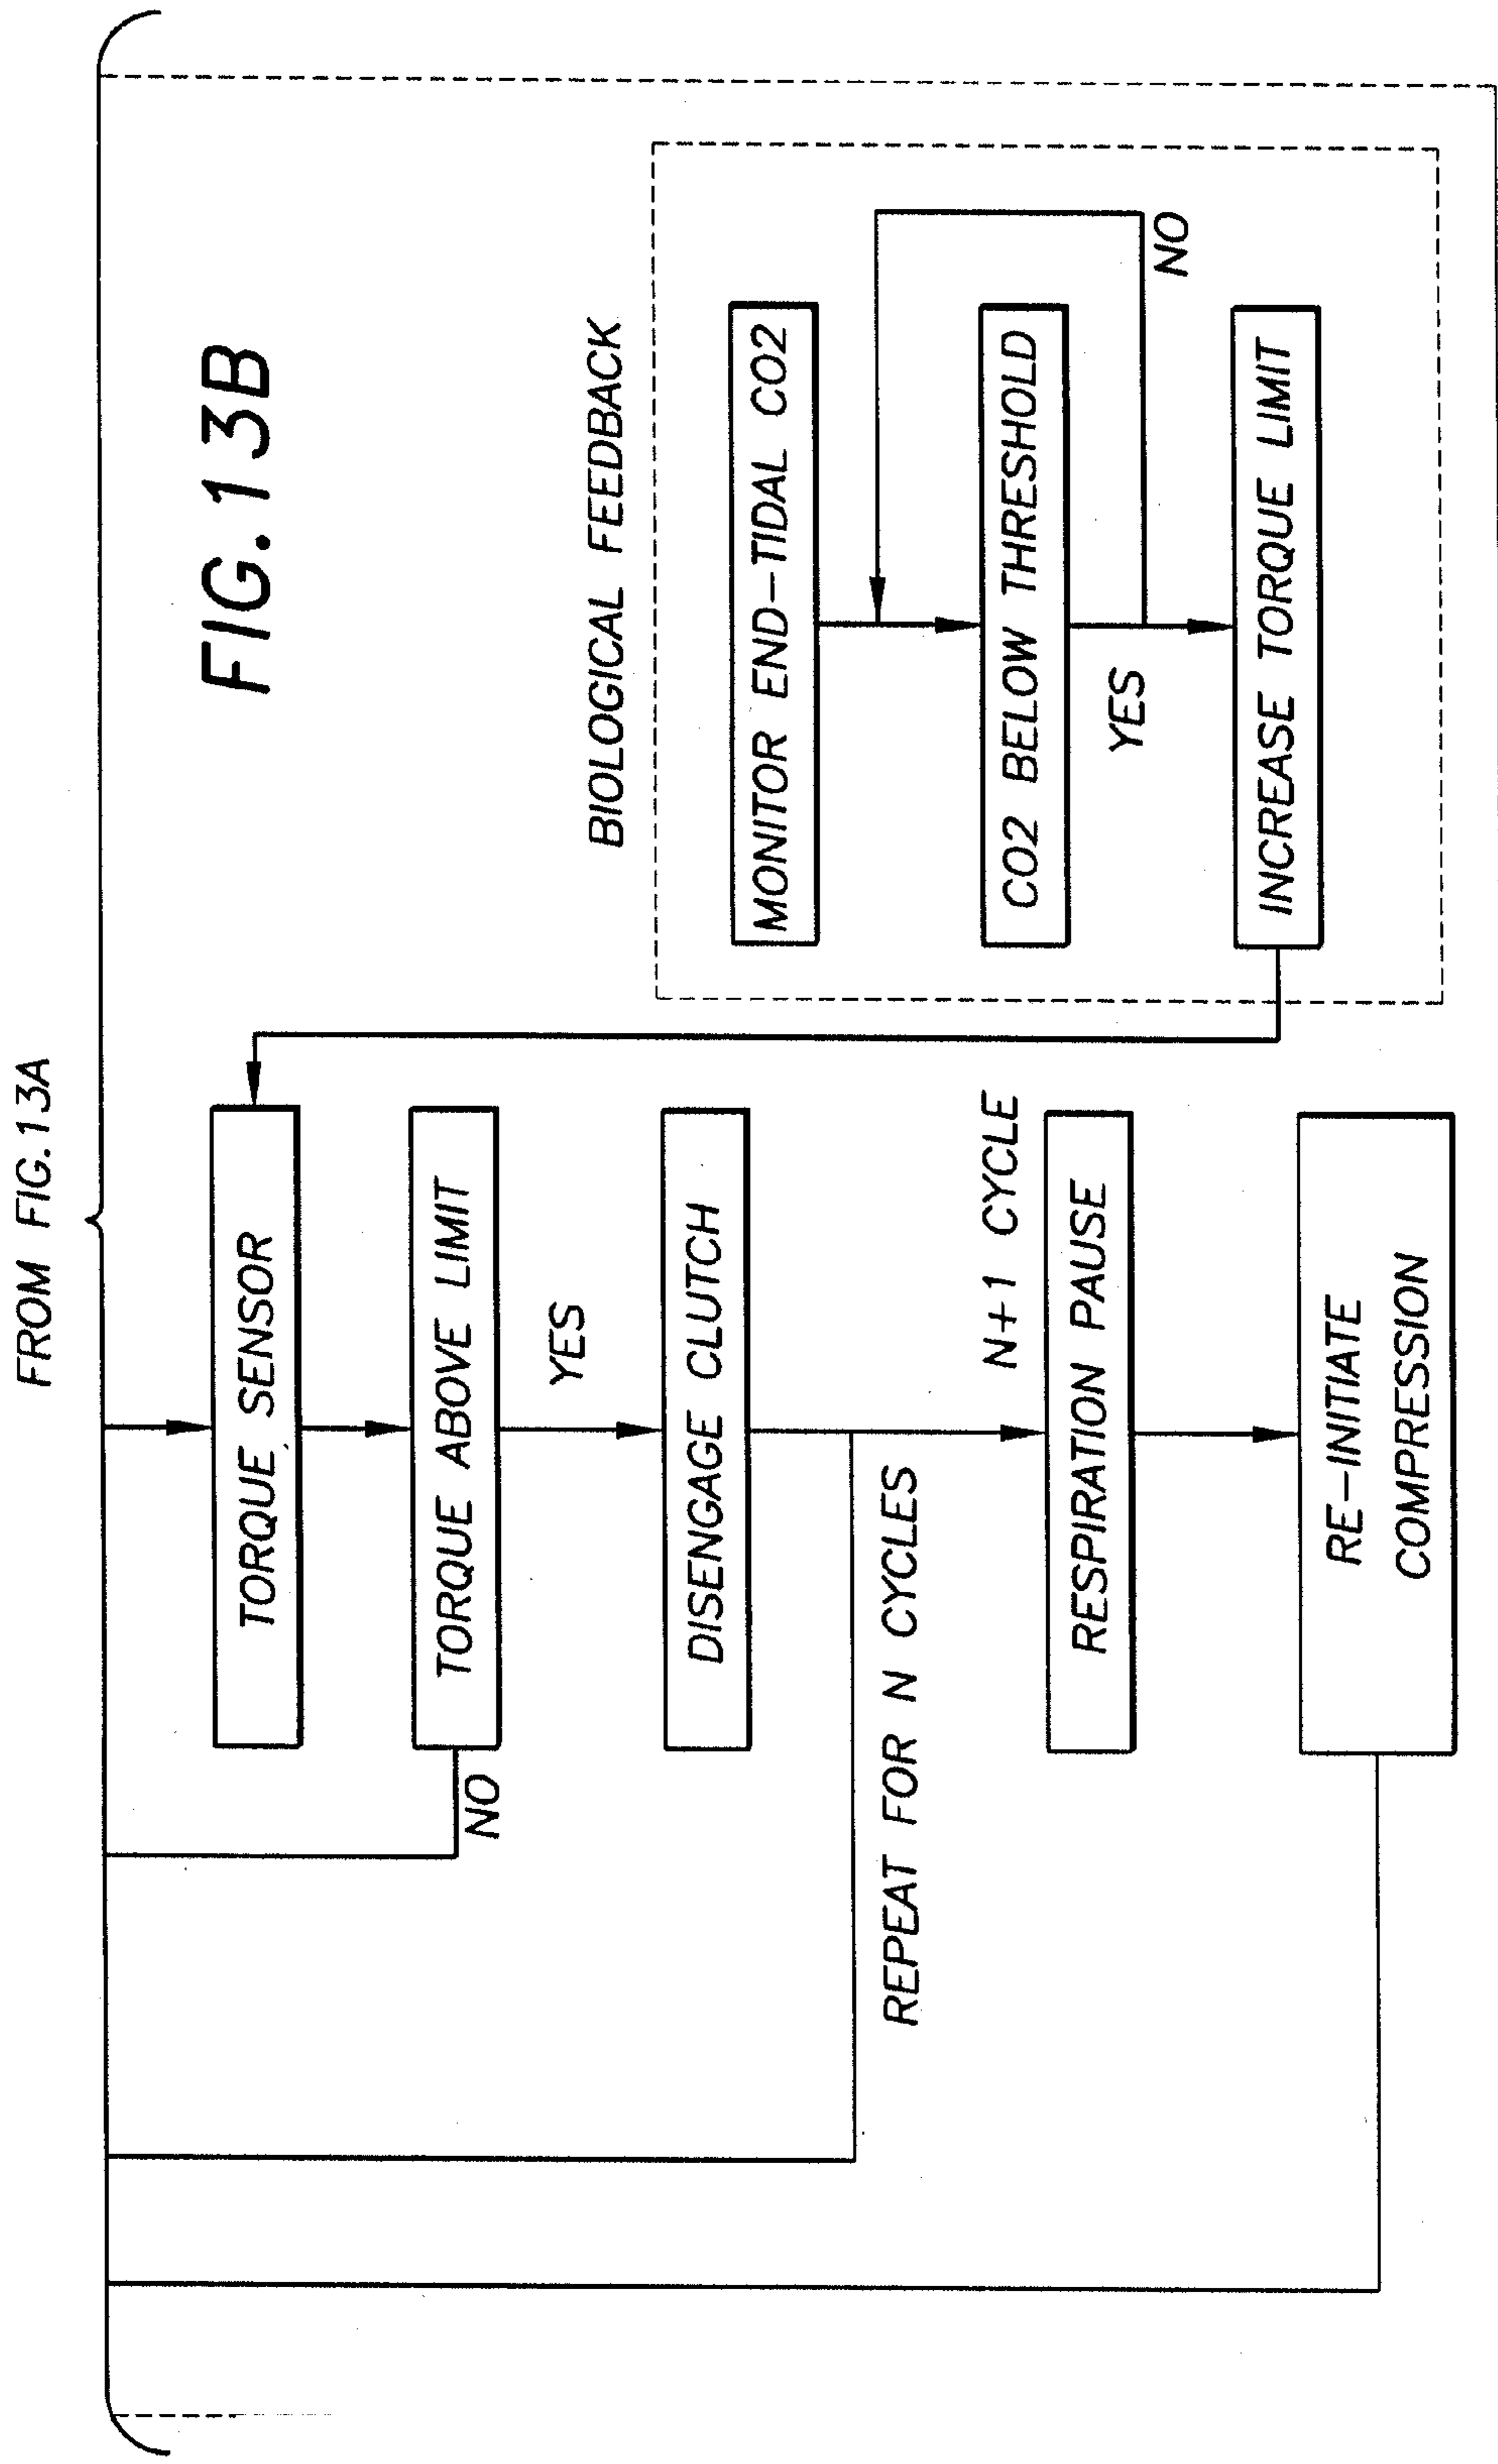 FROM FIG.13A
FIG.13B
TORQUE SENSOR
TORQUE ABOVE LIMIT
NO
YES
DISENGAGE CLUTCH
REPEAT FOR N CYCLES
N+1 CYCLE
RESPIRATION PAUSE
RE-INITIATE
COMPRESSION
BIOLOGICAL FEEDBACK
MONITOR END-TIDAL CO2
CO2 BELOW THRESHOLD
YES
NO
INCREASE TORQUE LIMIT